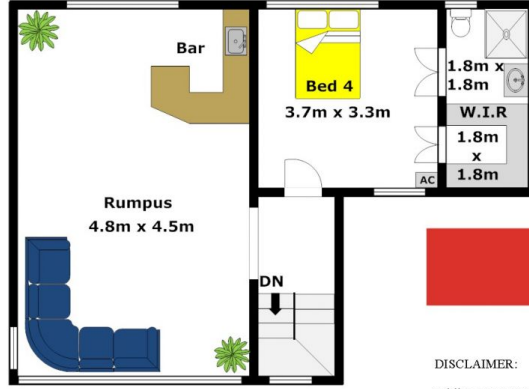 Bar
Bed 4
3.7m x 3.3m
1.8m x
1.8m
W.I.R
1.8m
x
1.8m
AC
Rumpus
4.8m x 4.5m
DN
DISCLAIMER: